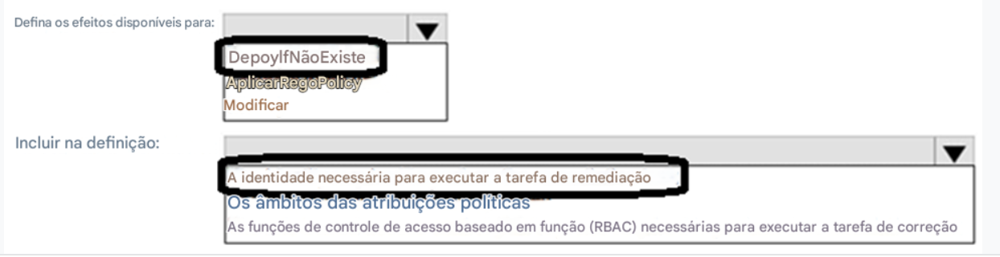 Defina os efeitos disponíveis para:
DepoylfNãoExiste
AplicarRegoPolicy
Modificar
Incluir na definição:
A identidade necessária para executar a tarefa de remediação
Os âmbitos das atribuições políticas
As funções de controle de acesso baseado em função (RBAC) necessárias para executar a tarefa de correção